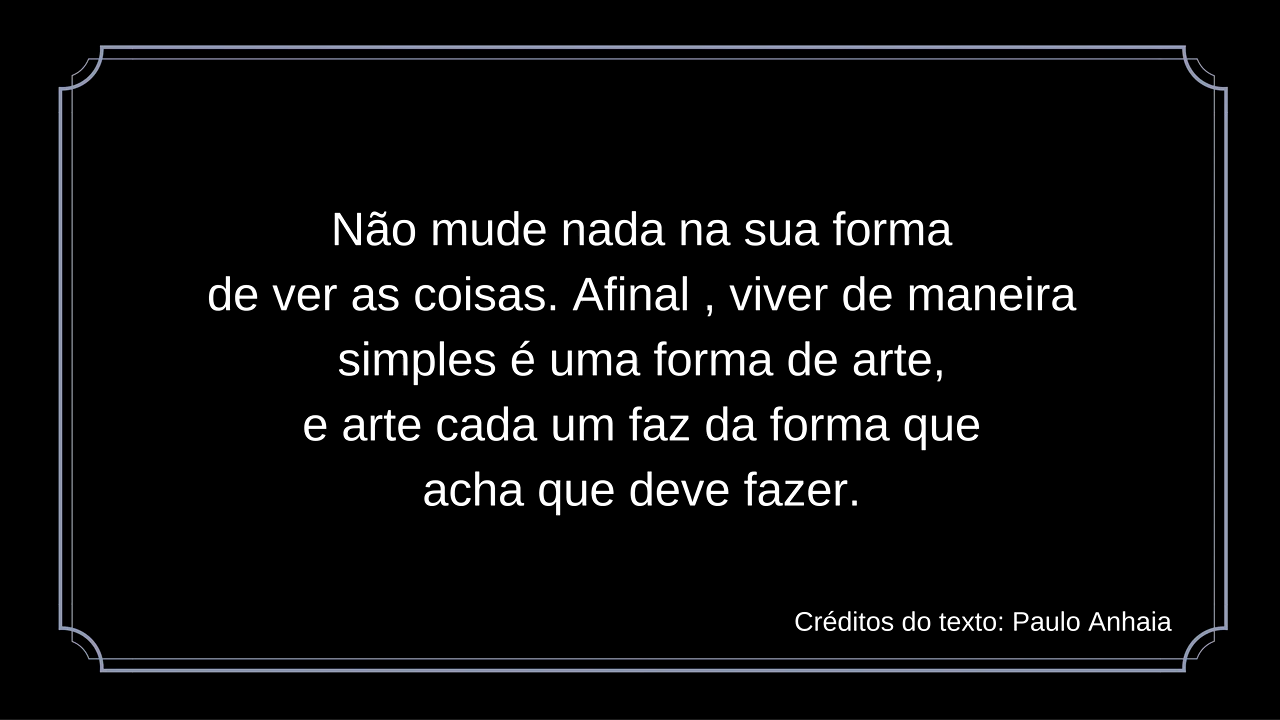 Não mude nada na sua forma
de ver as coisas. Afinal , viver de maneira
simples é uma forma de arte,
e arte cada um faz da forma que
acha que deve fazer.
Créditos do texto: Paulo Anhaia